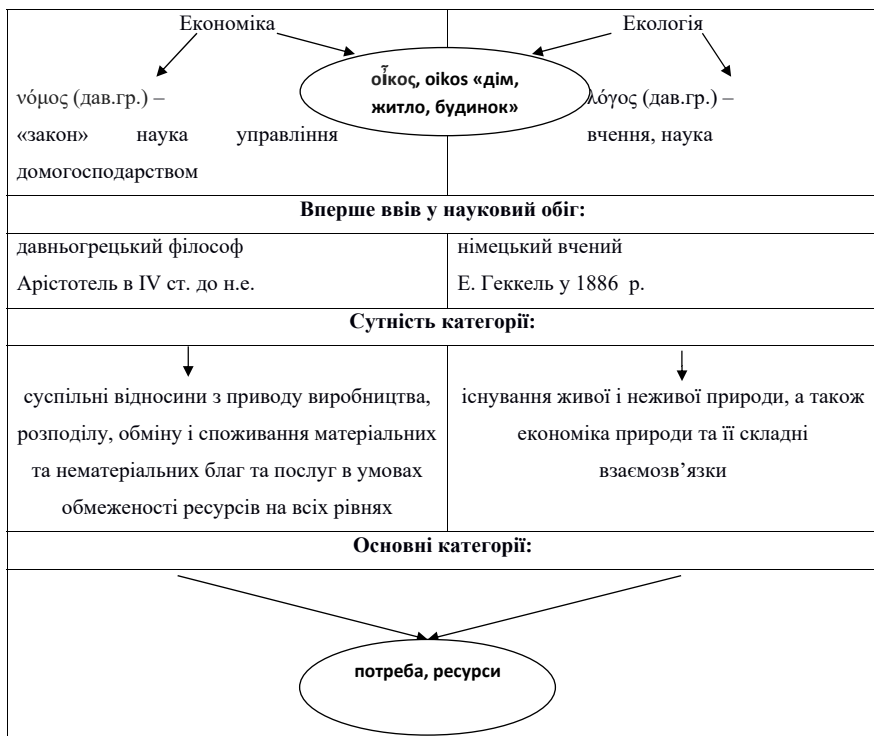 Економіка
Екологія
οἶκος, oikos «дім,
житло, будинок»
νόμος (дав.гр.) –
«закон» наука управління
домогосподарством
λόγος (дав.гр.) –
вчення, наука
Вперше ввів у науковий обіг:
давньогрецький філософ
Арістотель в IV ст. до н.е.
німецький вчений
Е. Геккель у 1886 р.
Сутність категорії:
суспільні відносини з приводу виробництва,
розподілу, обміну і споживання матеріальних
та нематеріальних благ та послуг в умовах
обмеженості ресурсів на всіх рівнях
існування живої і неживої природи, а також
економіка природи та її складні
взаємозв’язки
Основні категорії:
потреба, ресурси